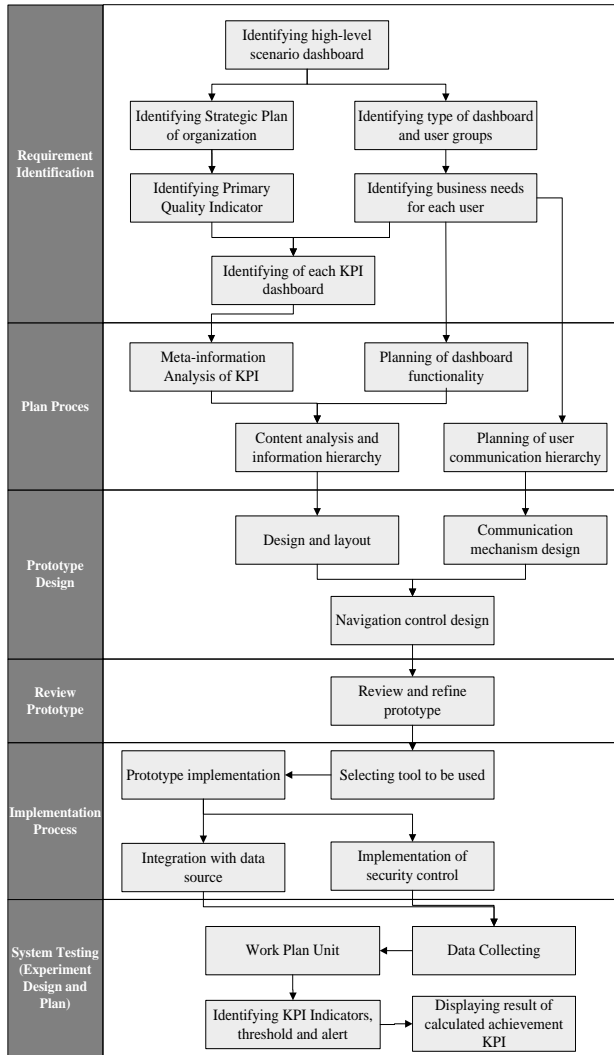 Requirement
Identification
Identifying high-level
scenario dashboard
Identifying Strategic Plan
of organization
Identifying type of dashboard
and user groups
Identifying Primary
Quality Indicator
Identifying business needs
for each user
Identifying of each KPI
dashboard
Plan Proces
Meta-information
Analysis of KPI
Planning of dashboard
functionality
Content analysis and
information hierarchy
Planning of user
communication hierarchy
Prototype
Design
Design and layout
Communication
mechanism design
Navigation control design
Review
Prototype
Review and refine
prototype
Implementation
Process
Prototype implementation
Selecting tool to be used
Integration with data
source
Implementation of
security control
System Testing
(Experiment
Design and
Plan)
Work Plan Unit
Data Collecting
Identifying KPI Indicators,
threshold and alert
Displaying result of
calculated achievement
KPI